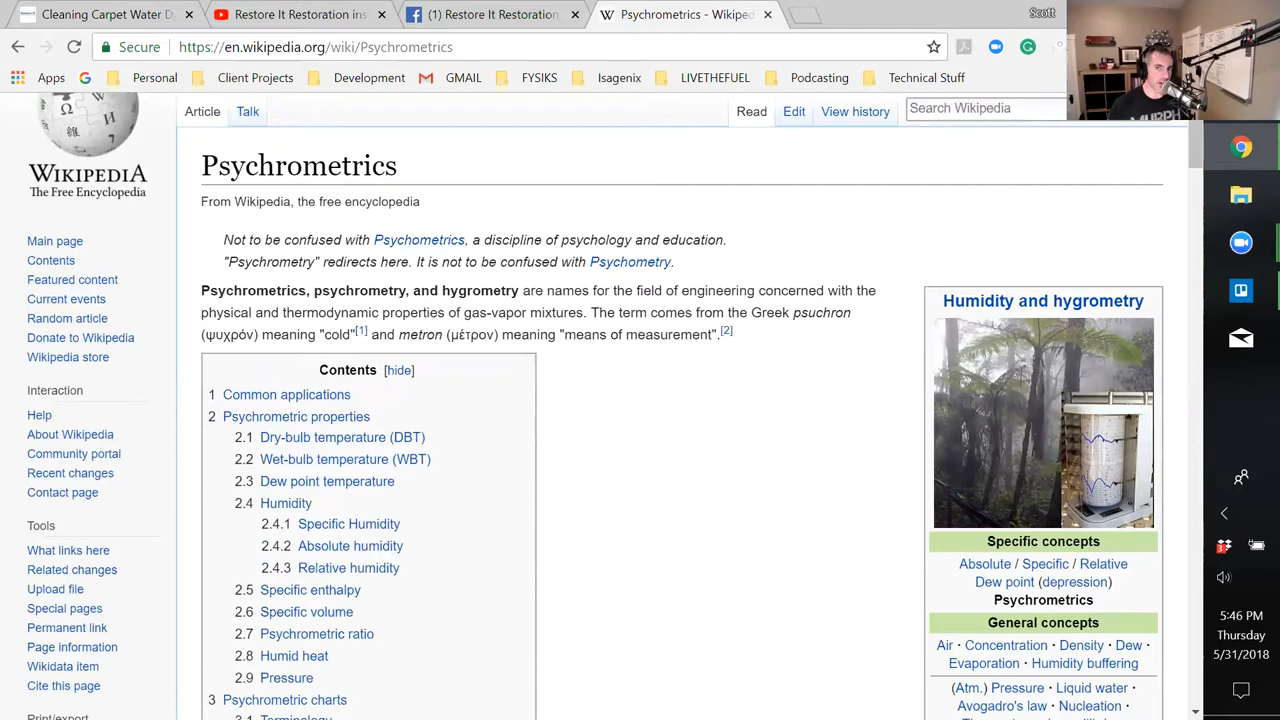 Cleaning Carpet Water D
Restore It Restoration ins
(1) Restore It Restoration
Psychrometrics - Wikiped
Scott
Secure
https://en.wikipedia.org/wiki/Psychrometrics
Apps
Personal
Client Projects
Development
GMAIL
FYSIKS
Isagenix
LIVETHEFUEL
Podcasting
Technical Stuff
MURPH
Article
Talk
Read
Edit
View history
Search Wikipedia
WIKIPEDIA
The Free Encyclopedia
Main page
Contents
Featured content
Current events
Random article
Donate to Wikipedia
Wikipedia store
Interaction
Help
About Wikipedia
Community portal
Recent changes
Contact page
Tools
What links here
Related changes
Upload file
Special pages
Permanent link
Page information
Wikidata item
Cite this page
Print/export
Psychrometrics
From Wikipedia, the free encyclopedia
Not to be confused with Psychometrics, a discipline of psychology and education.
"Psychrometry" redirects here. It is not to be confused with Psychometry.
Psychrometrics, psychrometry, and hygrometry are names for the field of engineering concerned with the
physical and thermodynamic properties of gas-vapor mixtures. The term comes from the Greek psuchron
(ψυχρόν) meaning "cold"[1] and metron (μέτρον) meaning "means of measurement".[2]
Contents [hide]
1 Common applications
2 Psychrometric properties
2.1 Dry-bulb temperature (DBT)
2.2 Wet-bulb temperature (WBT)
2.3 Dew point temperature
2.4 Humidity
2.4.1 Specific Humidity
2.4.2 Absolute humidity
2.4.3 Relative humidity
2.5 Specific enthalpy
2.6 Specific volume
2.7 Psychrometric ratio
2.8 Humid heat
2.9 Pressure
3 Psychrometric charts
3.1 Terminology
Humidity and hygrometry
Specific concepts
Absolute / Specific / Relative
Dew point (depression)
Psychrometrics
General concepts
Air · Concentration · Density · Dew ·
Evaporation · Humidity buffering
(Atm.) Pressure · Liquid water ·
Avogadro's law · Nucleation ·
5:46 PM
Thursday
5/31/2018